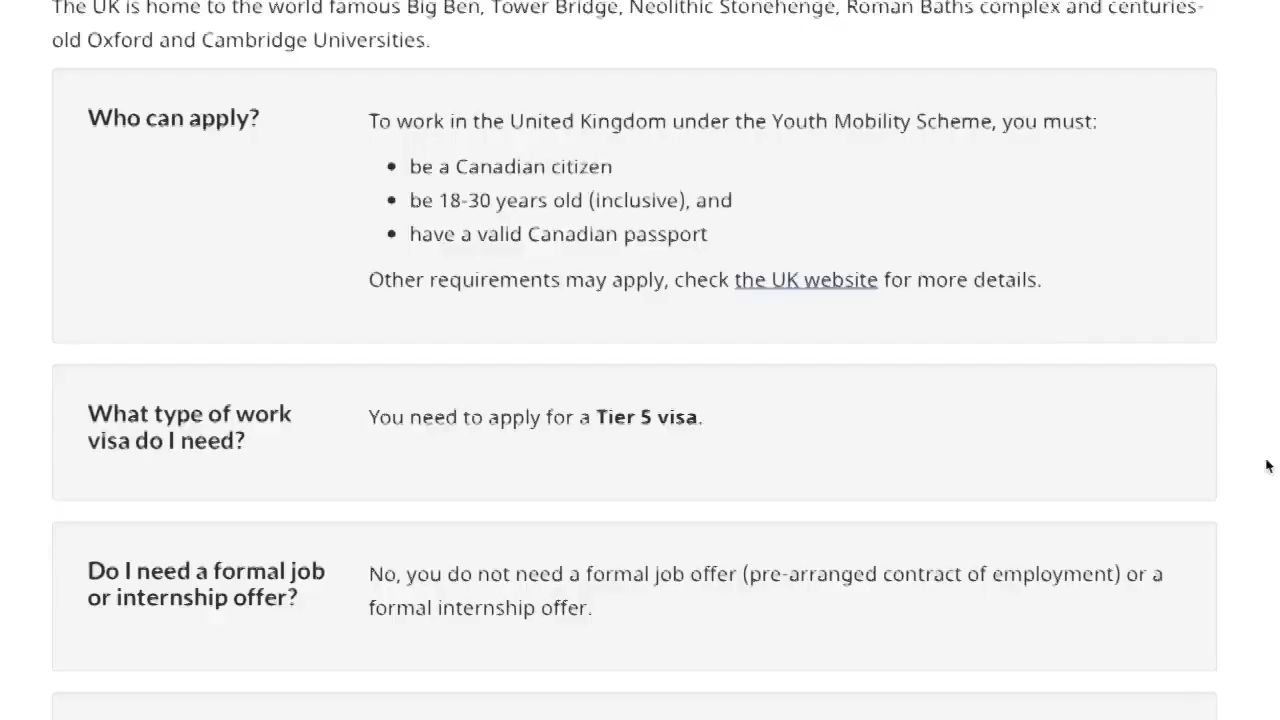 The UK is home to the world famous Big Ben, Tower Bridge, Neolithic Stonehenge, Roman Baths complex and centuries-
old Oxford and Cambridge Universities.
Who can apply?
To work in the United Kingdom under the Youth Mobility Scheme, you must:
• be a Canadian citizen
• be 18-30 years old (inclusive), and
• have a valid Canadian passport
Other requirements may apply, check the UK website for more details.
What type of work
visa do I need?
You need to apply for a Tier 5 visa.
Do I need a formal job
or internship offer?
No, you do not need a formal job offer (pre-arranged contract of employment) or a
formal internship offer.